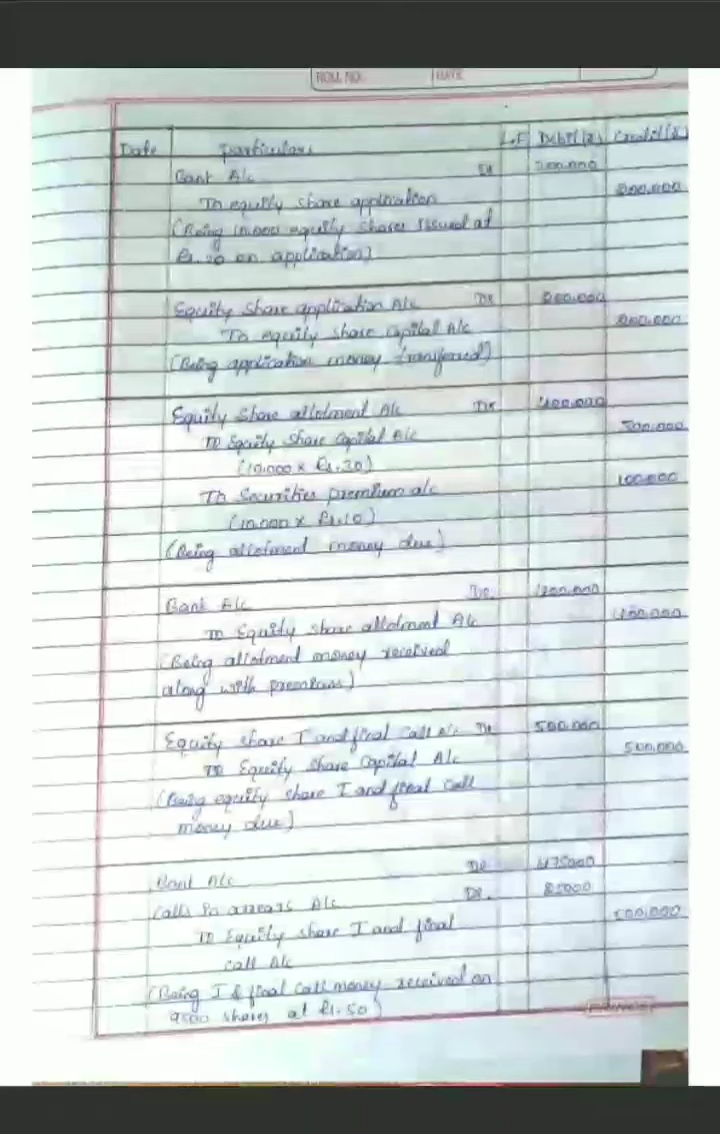 ROLL NO. DATE
Date Particulars L.F Debit(₹) Credit(₹)
Bank A/c Dr 200,000
To equity share application 200,000
(Being 10,000 equity shares issued at
Rs.20 on application)
Equity share application A/c Dr 200,000
To equity share capital A/c 200,000
(Being application money transferred)
Equity share allotment A/c Dr 400,000
To Equity share capital A/c 300,000
(10,000 x Rs.30)
To Securities premium a/c 100,000
(10,000 x Rs.10)
(Being allotment money due)
Bank A/c Dr. 400,000
To Equity share allotment A/c 400,000
(Being allotment money received
along with premium)
Equity share I and final call A/c Dr 500,000
To Equity share capital A/c 500,000
(Being equity share I and final call
money due)
Bank A/c Dr 475000
Calls in arrears A/c Dr. 25000
To Equity share I and final 500,000
call A/c
(Being I & final call money received on
9500 shares at Rs.50)